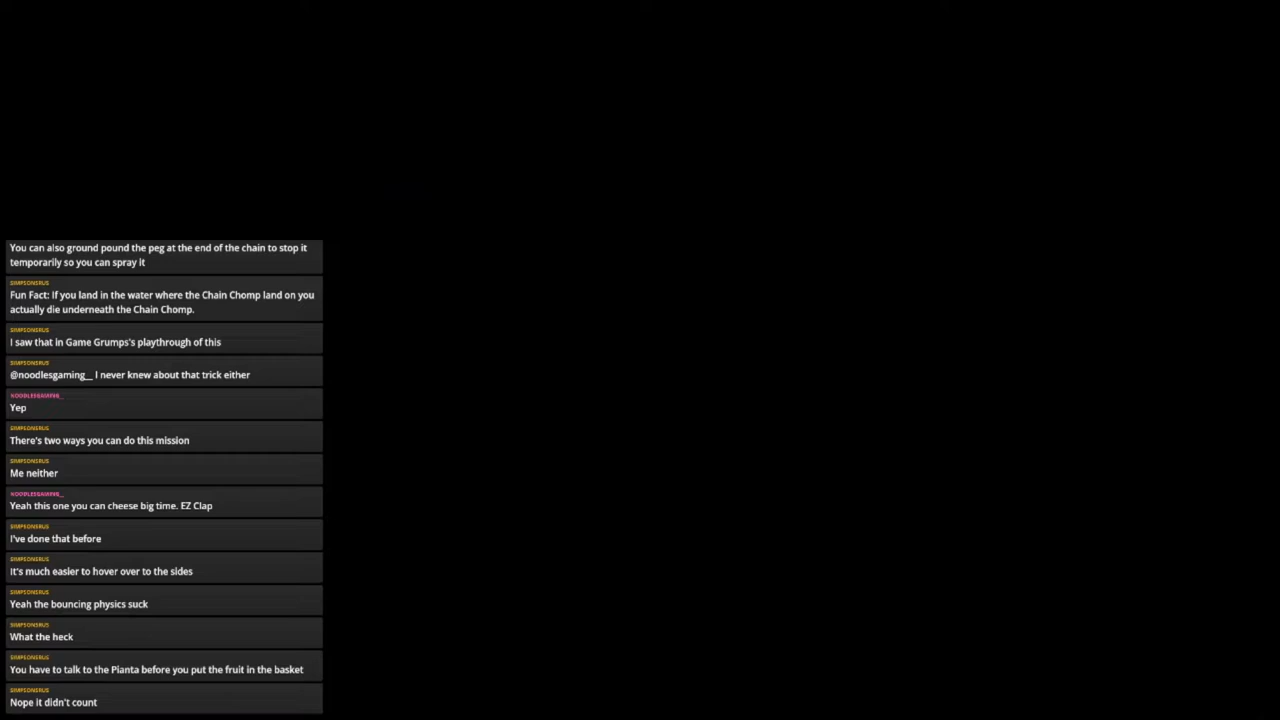 You can also ground pound the peg at the end of the chain to stop it
temporarily so you can spray it
SIMPSONSRUS
Fun Fact: If you land in the water where the Chain Chomp land on you
actually die underneath the Chain Chomp.
SIMPSONSRUS
I saw that in Game Grumps's playthrough of this
SIMPSONSRUS
@noodlesgaming__ I never knew about that trick either
NOODLESGAMING__
Yep
SIMPSONSRUS
There's two ways you can do this mission
SIMPSONSRUS
Me neither
NOODLESGAMING__
Yeah this one you can cheese big time. EZ Clap
SIMPSONSRUS
I've done that before
SIMPSONSRUS
It's much easier to hover over to the sides
SIMPSONSRUS
Yeah the bouncing physics suck
SIMPSONSRUS
What the heck
SIMPSONSRUS
You have to talk to the Pianta before you put the fruit in the basket
SIMPSONSRUS
Nope it didn't count